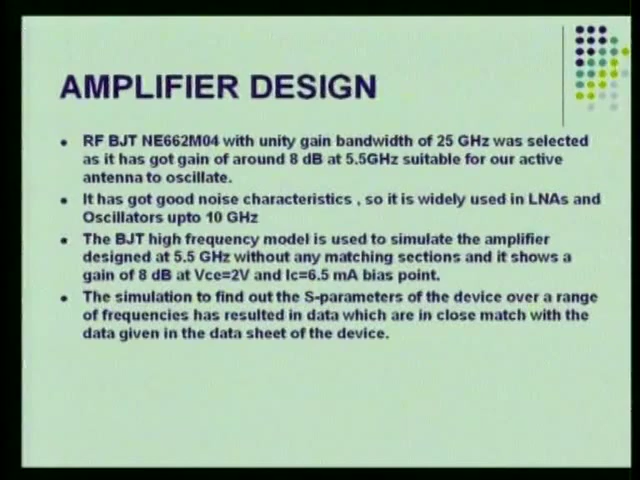 AMPLIFIER DESIGN
RF BJT NE662M04 with unity gain bandwidth of 25 GHz was selected
as it has got gain of around 8 dB at 5.5GHz suitable for our active
antenna to oscillate.
It has got good noise characteristics , so it is widely used in LNAs and
Oscillators upto 10 GHz
The BJT high frequency model is used to simulate the amplifier
designed at 5.5 GHz without any matching sections and it shows a
gain of 8 dB at Vce=2V and Ic=6.5 mA bias point.
The simulation to find out the S-parameters of the device over a range
of frequencies has resulted in data which are in close match with the
data given in the data sheet of the device.